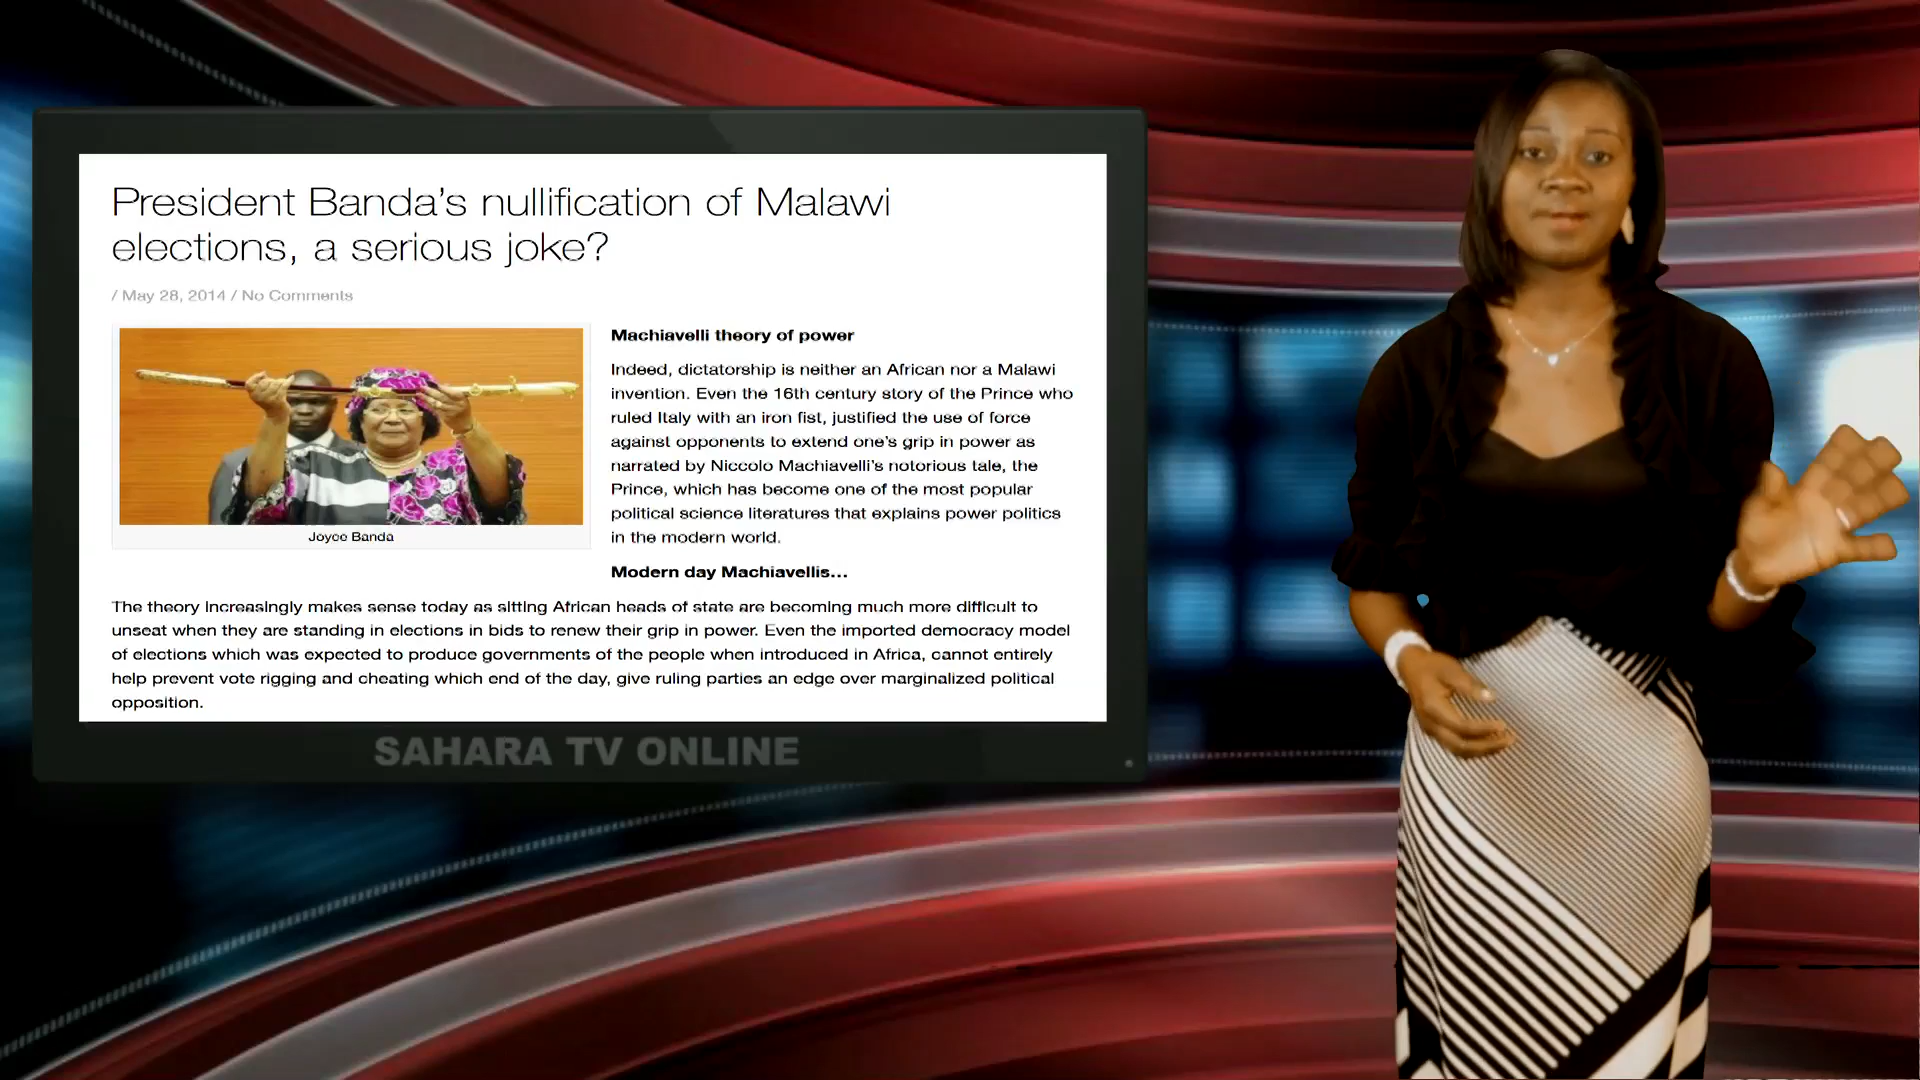 President Banda's nullification of Malawi
elections, a serious joke?
/ May 28, 2014 / No Comments
Joyce Banda
Machiavelli theory of power
Indeed, dictatorship is neither an African nor a Malawi
invention. Even the 16th century story of the Prince who
ruled Italy with an iron fist, justified the use of force
against opponents to extend one's grip in power as
narrated by Niccolo Machiavelli's notorious tale, the
Prince, which has become one of the most popular
political science literatures that explains power politics
in the modern world.
Modern day Machiavellis...
The theory increasingly makes sense today as sitting African heads of state are becoming much more difficult to
unseat when they are standing in elections in bids to renew their grip in power. Even the imported democracy model
of elections which was expected to produce governments of the people when introduced in Africa, cannot entirely
help prevent vote rigging and cheating which end of the day, give ruling parties an edge over marginalized political
opposition.
SAHARA TV ONLINE